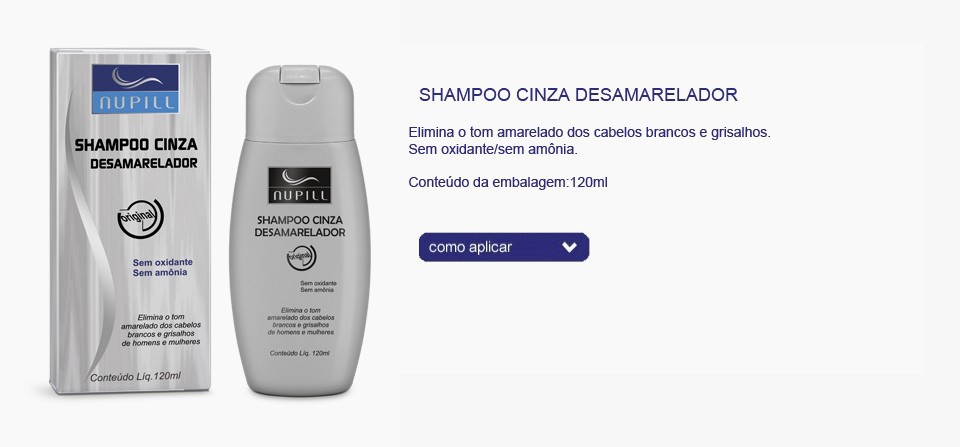 NUPILL
SHAMPOO CINZA
DESAMARELADOR
original
Sem oxidante
Sem amônia
Elimina o tom
amarelado dos cabelos
brancos e grisalhos
de homens e mulheres
Conteúdo Líq.120ml
NUPILL
SHAMPOO CINZA
DESAMARELADOR
original
Sem oxidante
Sem amônia
Elimina o tom
amarelado dos cabelos
brancos e grisalhos
de homens e mulheres
Conteúdo Líq. 120ml
SHAMPOO CINZA DESAMARELADOR
Elimina o tom amarelado dos cabelos brancos e grisalhos.
Sem oxidante/sem amônia.
Conteúdo da embalagem:120ml
como aplicar